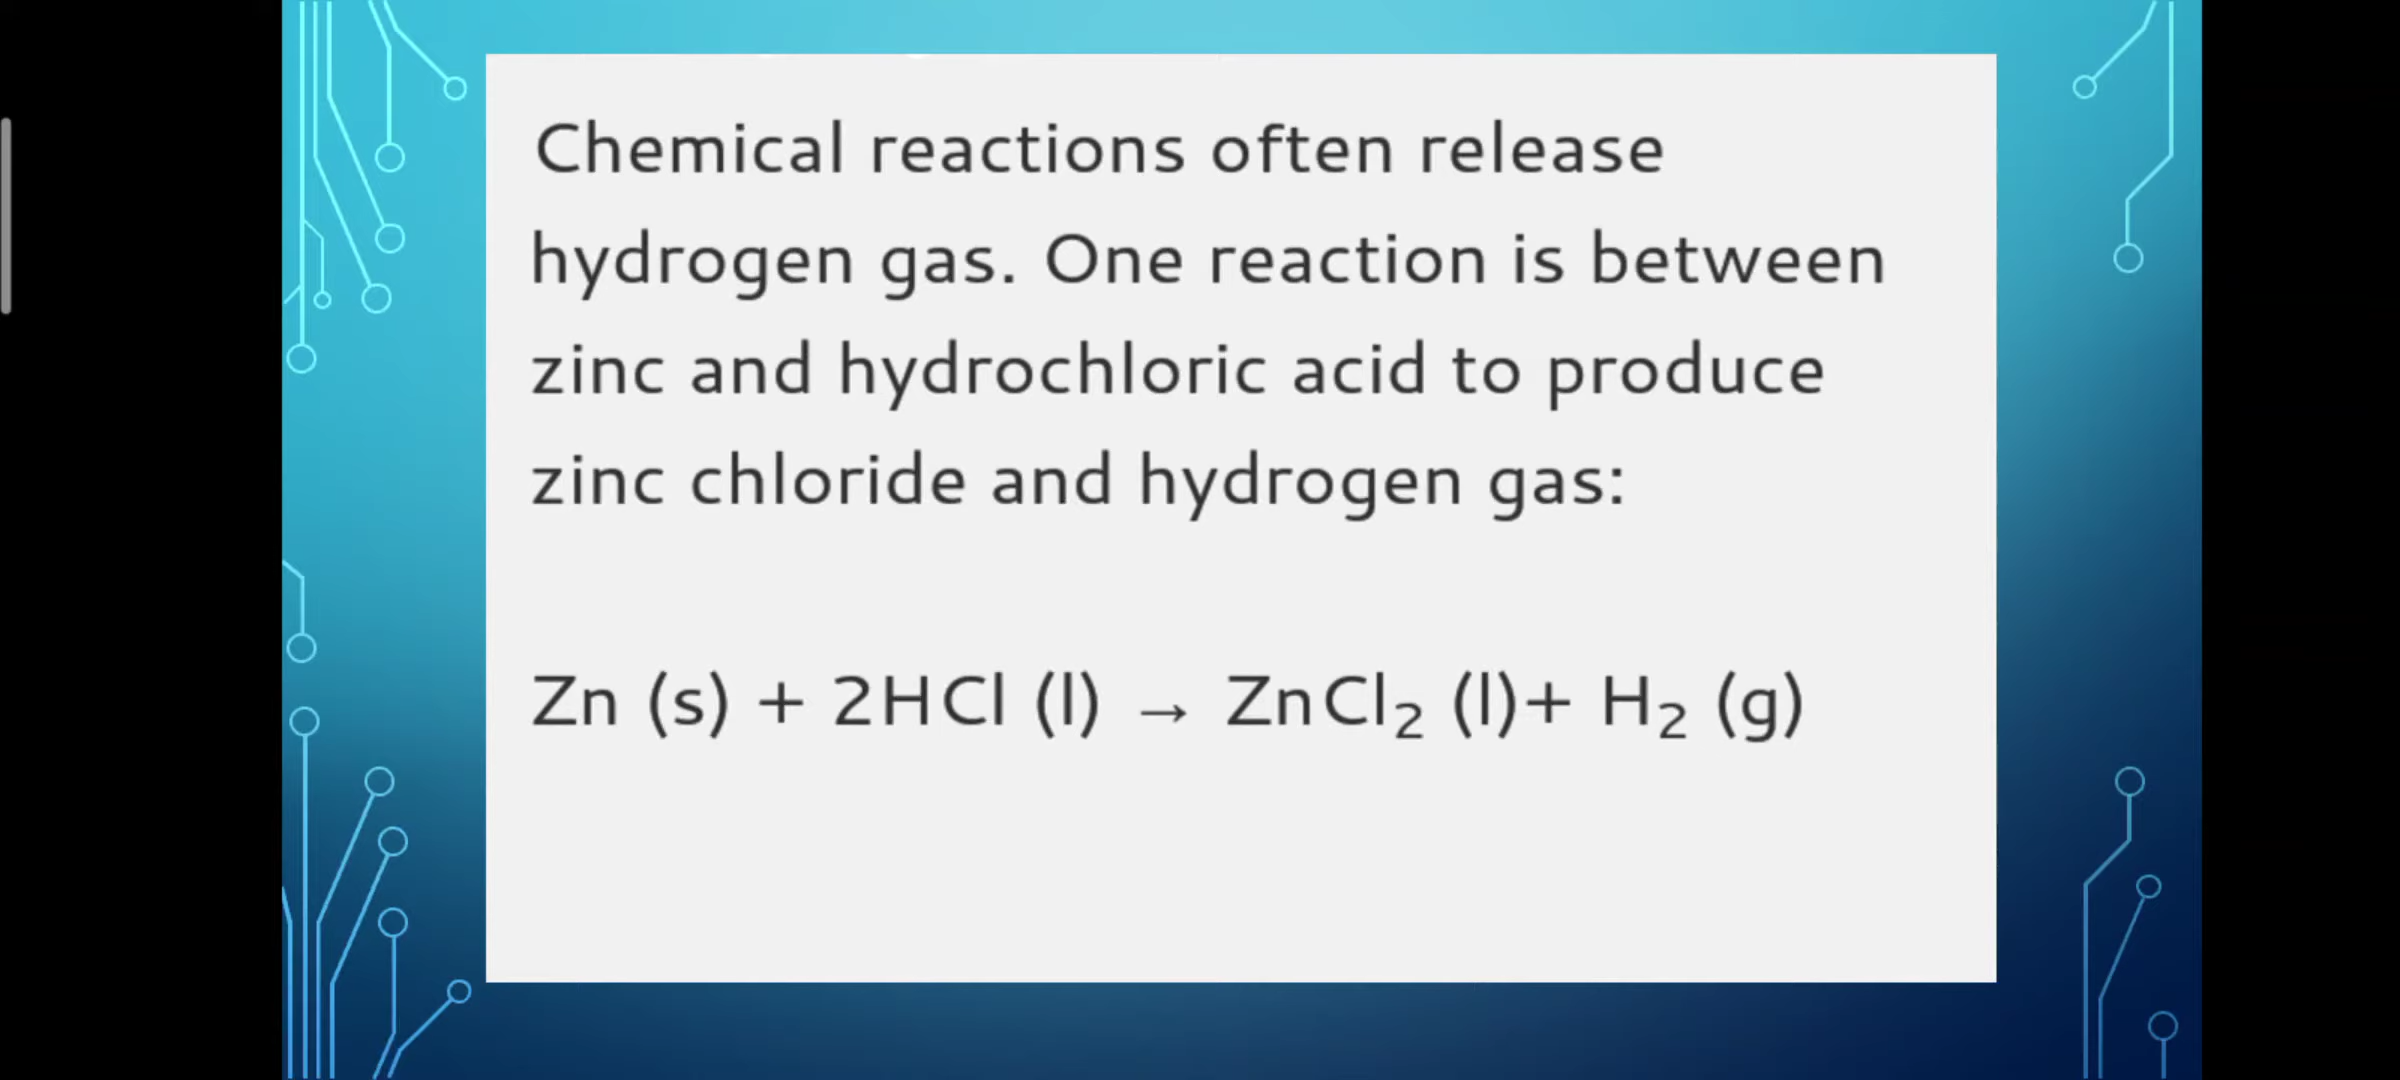 Chemical reactions often release
hydrogen gas. One reaction is between
zinc and hydrochloric acid to produce
zinc chloride and hydrogen gas:
Zn (s) + 2HCl (l) → ZnCl₂ (l)+ H₂ (g)